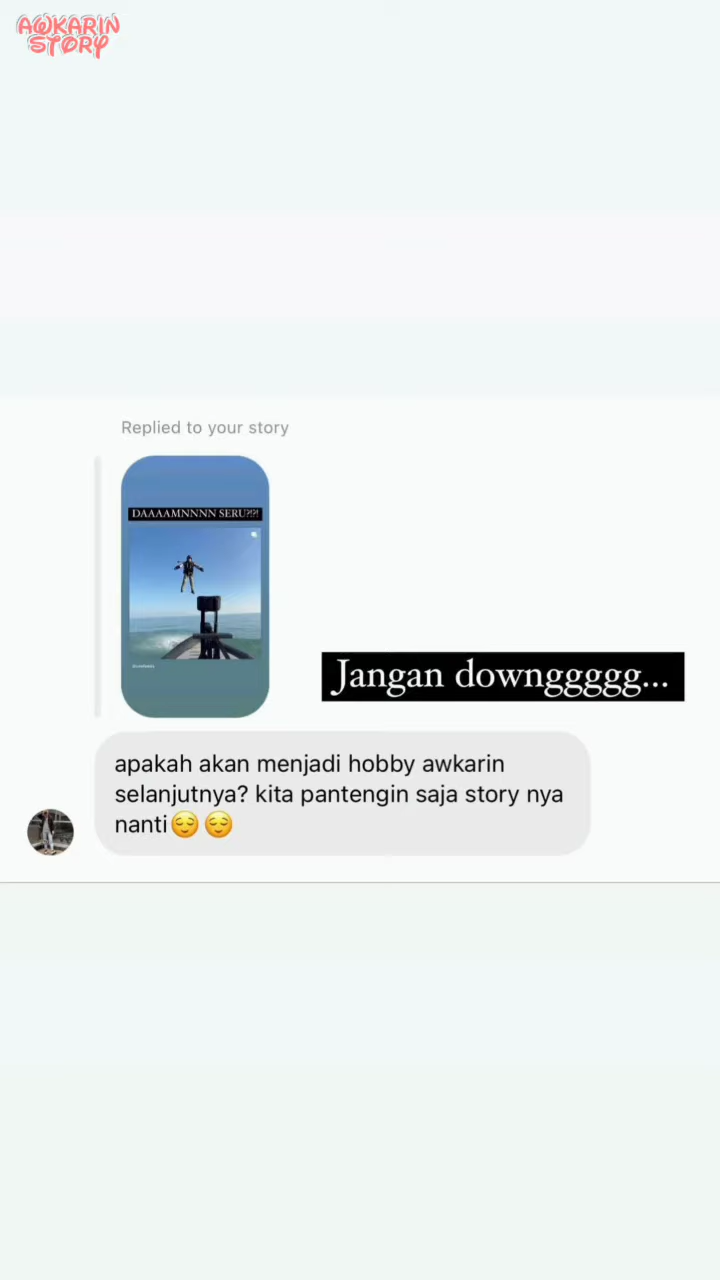 AWKARIN
STORY
Replied to your story
DAAAAMNNNN SERU?!?!
Jangan downggggg...
apakah akan menjadi hobby awkarin
selanjutnya? kita pantengin saja story nya
nanti😌😌